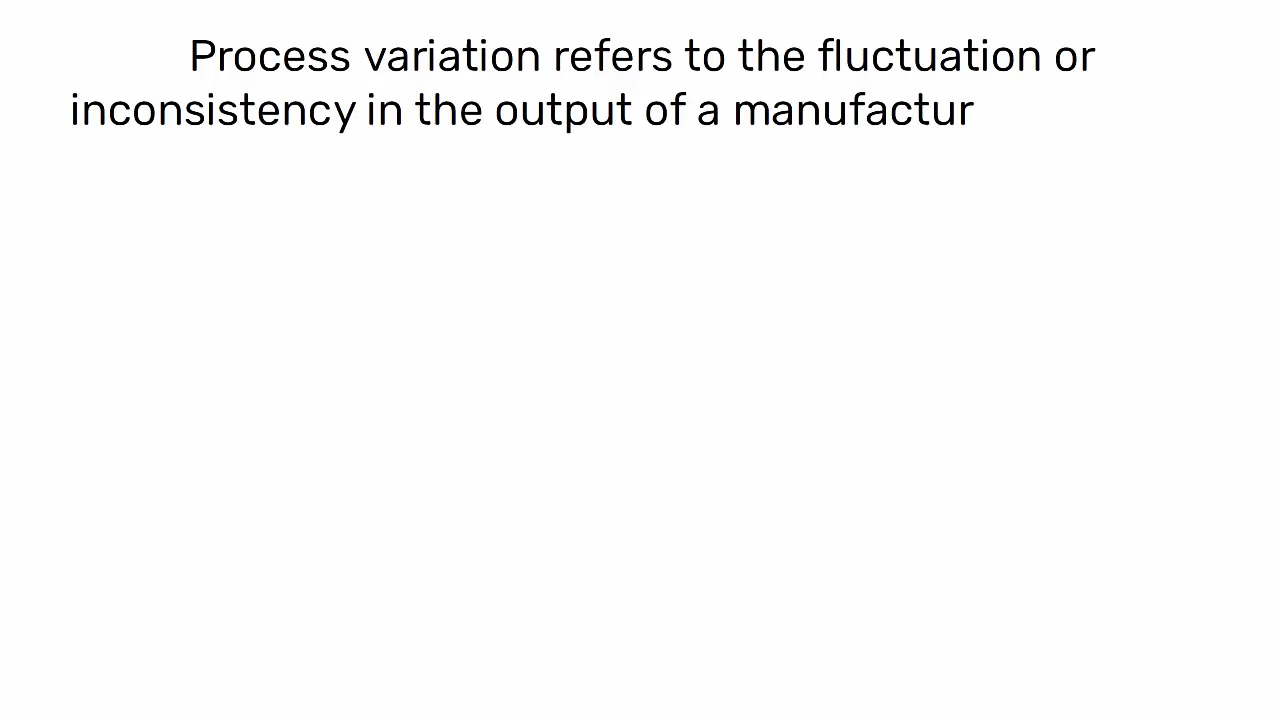 Process variation refers to the fluctuation or
inconsistency in the output of a manufactur